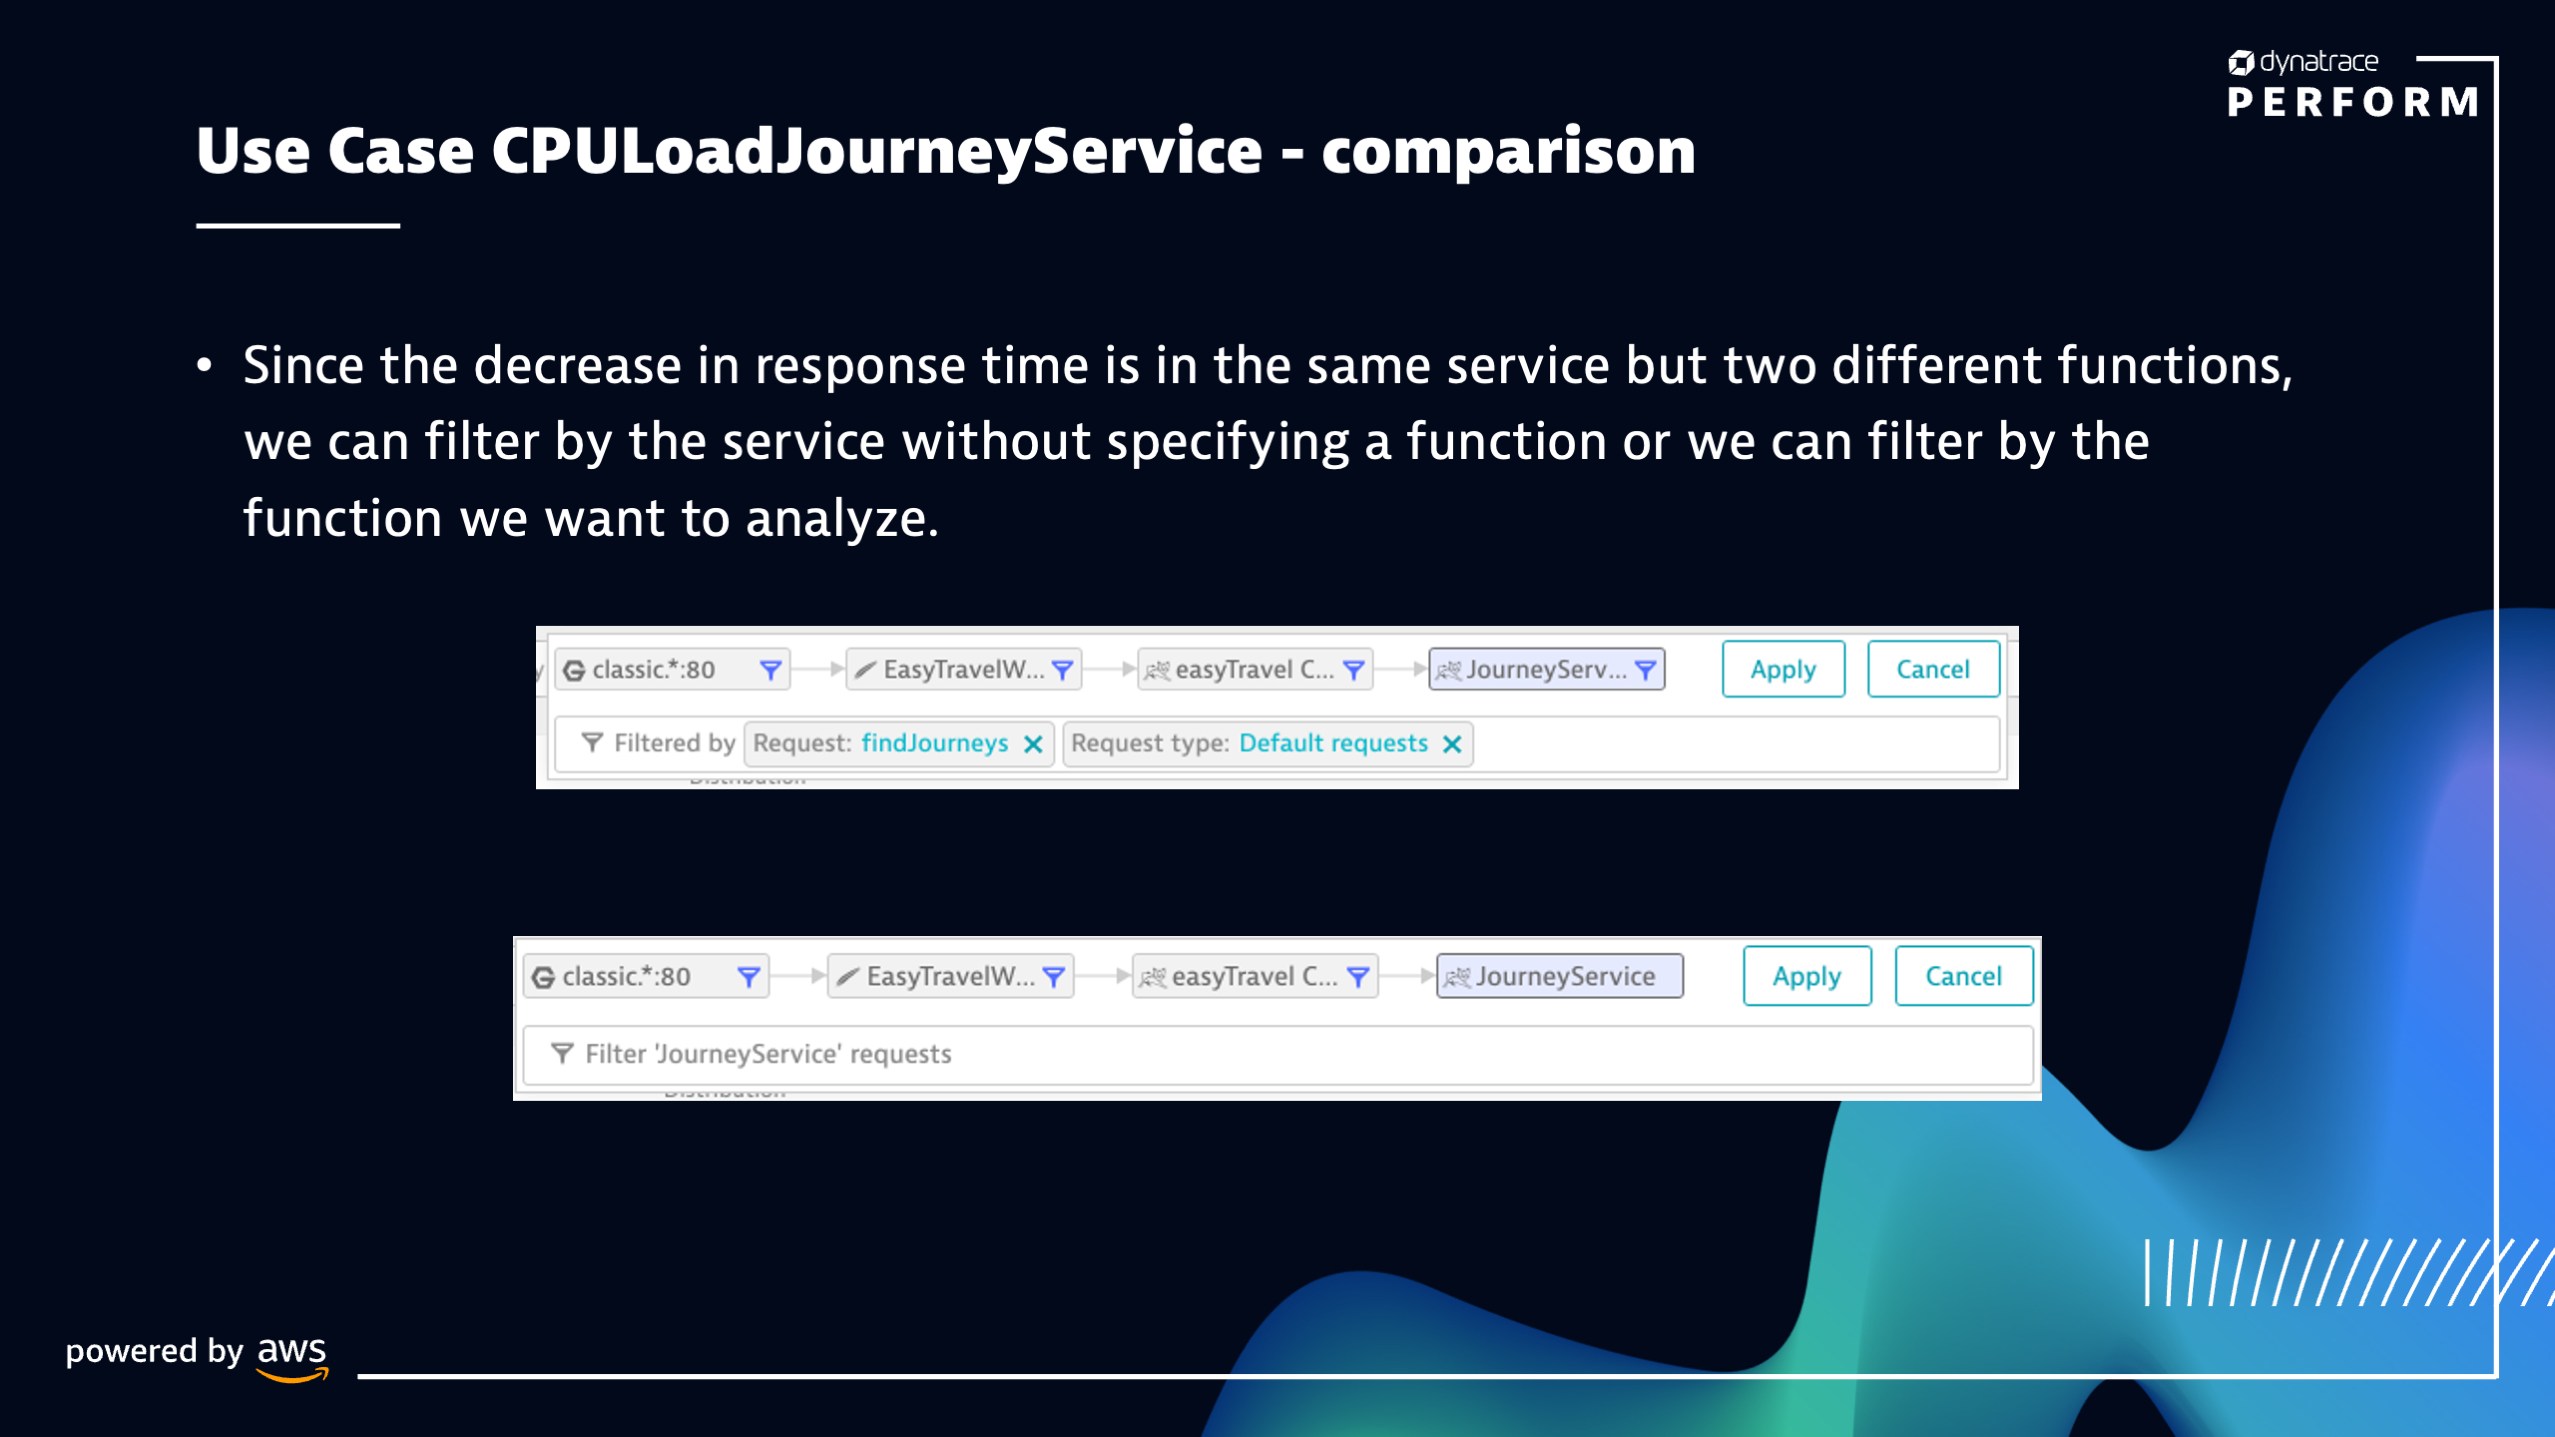 dynatrace
PERFORM
Use Case CPULoadJourneyService - comparison
• Since the decrease in response time is in the same service but two different functions,
we can filter by the service without specifying a function or we can filter by the
function we want to analyze.
classic.*:80 EasyTravelW... easyTravel C... JourneyServ... Apply Cancel
Filtered by Request: findJourneys Request type: Default requests
classic.*:80 EasyTravelW... easyTravel C... JourneyService Apply Cancel
Filter 'JourneyService' requests
powered by aws